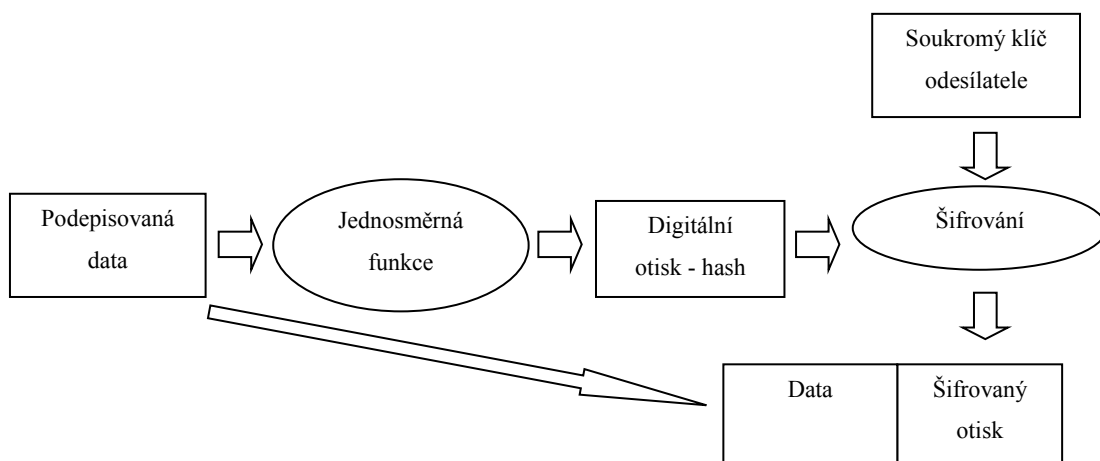 Soukromý klíč
odesílatele
Podepisovaná
data
Jednosměrná
funkce
Digitální
otisk - hash
Šifrování
Data
Šifrovaný
otisk